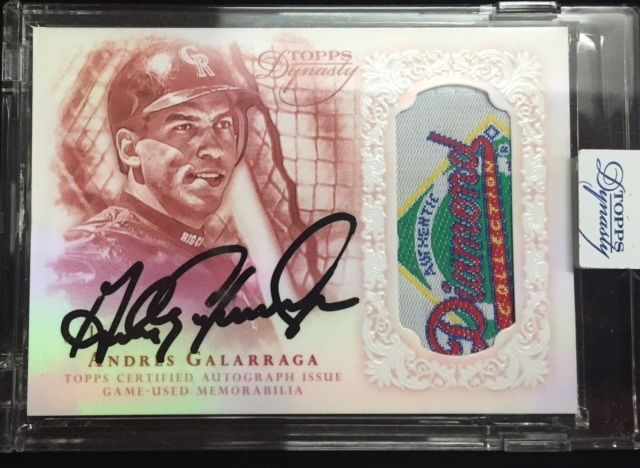 TOPPS
Dynasty
CR
AUTHENTIC
Diamond
COLLECTION
R
TOPPS
Dynasty
ANDRES GALARRAGA
TOPPS CERTIFIED AUTOGRAPH ISSUE
GAME-USED MEMORABILIA